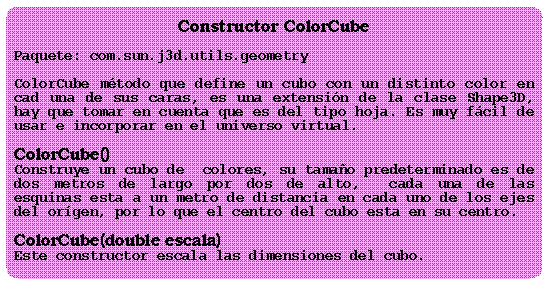 Constructor ColorCube
Paquete: com.sun.j3d.utils.geometry
ColorCube método que define un cubo con un distinto color en
cad una de sus caras, es una extensión de la clase Shape3D,
hay que tomar en cuenta que es del tipo hoja. Es muy fácil de
usar e incorporar en el universo virtual.
ColorCube()
Construye un cubo de colores, su tamaño predeterminado es de
dos metros de largo por dos de alto, cada una de las
esquinas esta a un metro de distancia en cada uno de los ejes
del orígen, por lo que el centro del cubo esta en su centro.
ColorCube(double escala)
Este constructor escala las dimensiones del cubo.